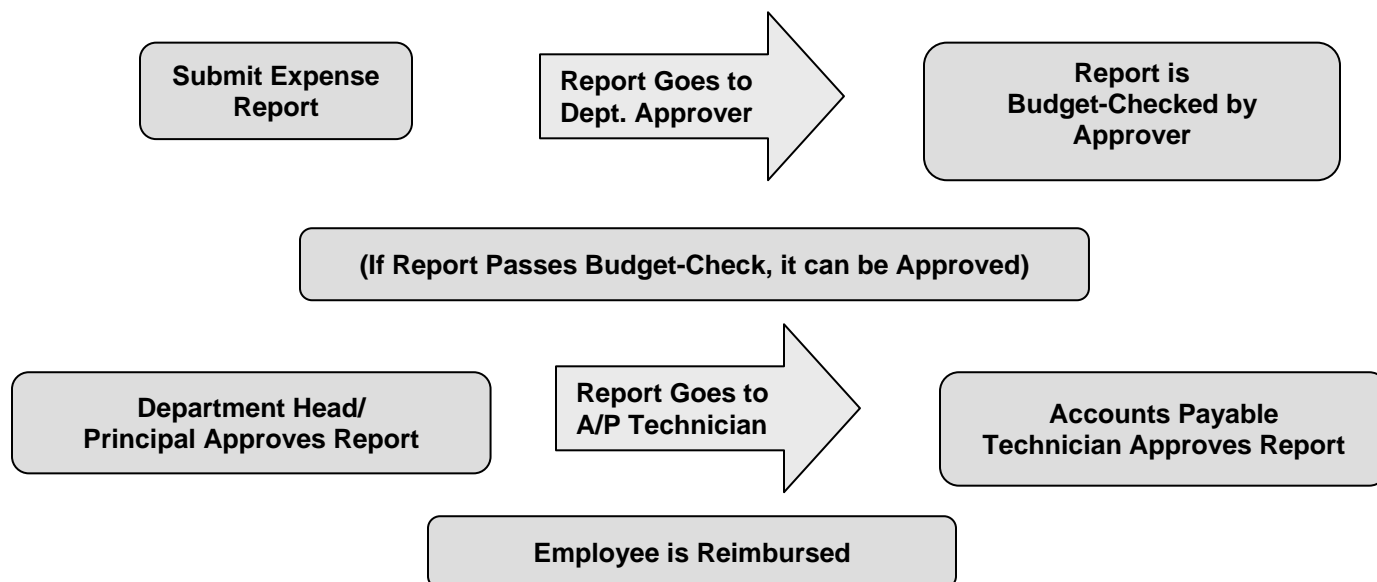 Submit Expense
Report
Report Goes to
Dept. Approver
Report is
Budget-Checked by
Approver
(If Report Passes Budget-Check, it can be Approved)
Department Head/
Principal Approves Report
Report Goes to
A/P Technician
Accounts Payable
Technician Approves Report
Employee is Reimbursed